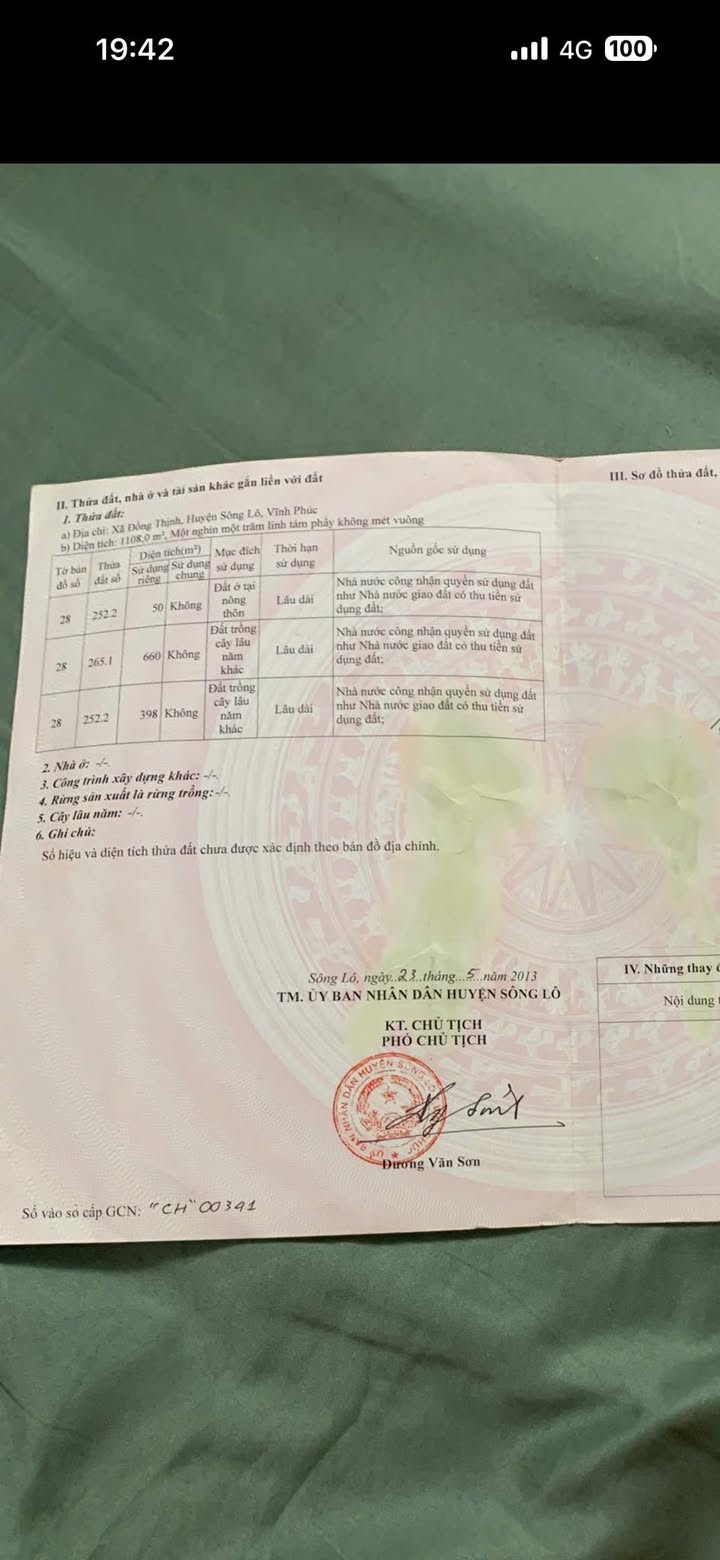 19:42
4G
100
II. Thửa đất, nhà ở và tài sản khác gắn liền với đất
1. Thửa đất:
a) Địa chỉ: Xã Đồng Thịnh, Huyện Sông Lô, Vĩnh Phúc
b) Diện tích: 1108,0 m², Một nghìn một trăm linh tám phẩy không mét vuông
Tờ bản đồ số
Thửa đất số
Diện tích(m²)
Sử dụng riêng
Sử dụng chung
Mục đích sử dụng
Thời hạn sử dụng
Nguồn gốc sử dụng
28 252.2 50 Không Đất ở tại nông thôn Lâu dài Nhà nước công nhận quyền sử dụng đất như Nhà nước giao đất có thu tiền sử dụng đất;
28 265.1 660 Không Đất trồng cây lâu năm khác Lâu dài Nhà nước công nhận quyền sử dụng đất như Nhà nước giao đất có thu tiền sử dụng đất;
28 252.2 398 Không Đất trồng cây lâu năm khác Lâu dài Nhà nước công nhận quyền sử dụng đất như Nhà nước giao đất có thu tiền sử dụng đất;
2. Nhà ở: -/-.
3. Công trình xây dựng khác: -/-.
4. Rừng sản xuất là rừng trồng: -/-.
5. Cây lâu năm: -/-.
6. Ghi chú:
Số hiệu và diện tích thửa đất chưa được xác định theo bản đồ địa chính.
Sông Lô, ngày..23..tháng...5..năm 2013
TM. ỦY BAN NHÂN DÂN HUYỆN SÔNG LÔ
KT. CHỦ TỊCH
PHÓ CHỦ TỊCH
Dương Văn Sơn
Số vào sổ cấp GCN: "CH" 00341
III. Sơ đồ thửa đất,
IV. Những thay
Nội dung